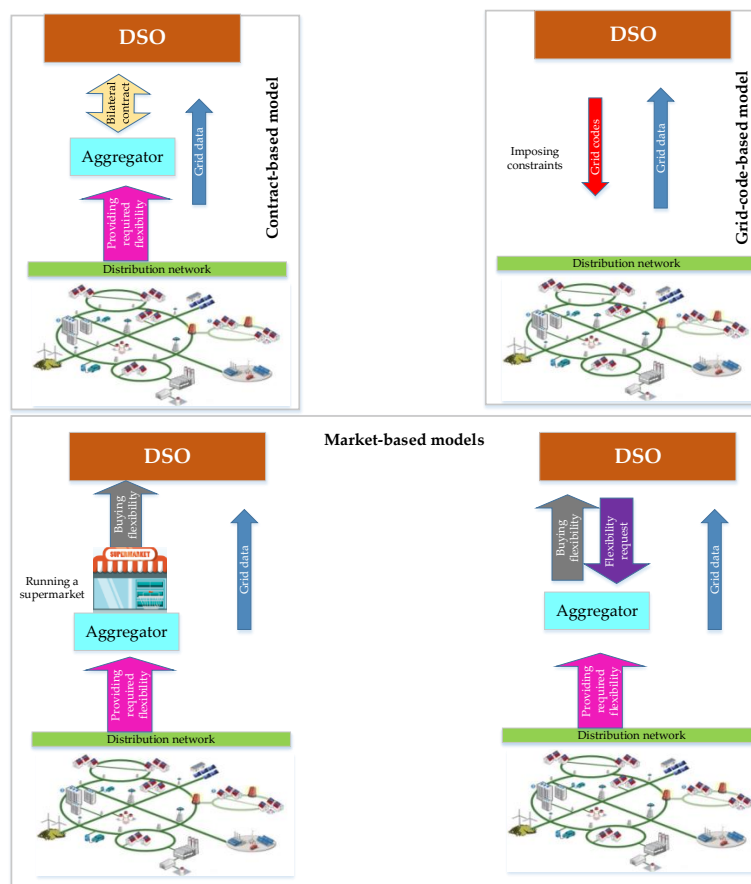 DSO
Bilateral
contract
Aggregator
Grid data
Providing
required
flexibility
Contract-based model
Distribution network
DSO
Imposing
constraints
Grid codes
Grid data
Grid-code-based model
Distribution network
Market-based models
DSO
Buying
flexibility
SUPERMARKET
Running a
supermarket
Aggregator
Grid data
Providing
required
flexibility
Distribution network
DSO
Buying
flexibility
Flexibility
request
Aggregator
Grid data
Providing
required
flexibility
Distribution network